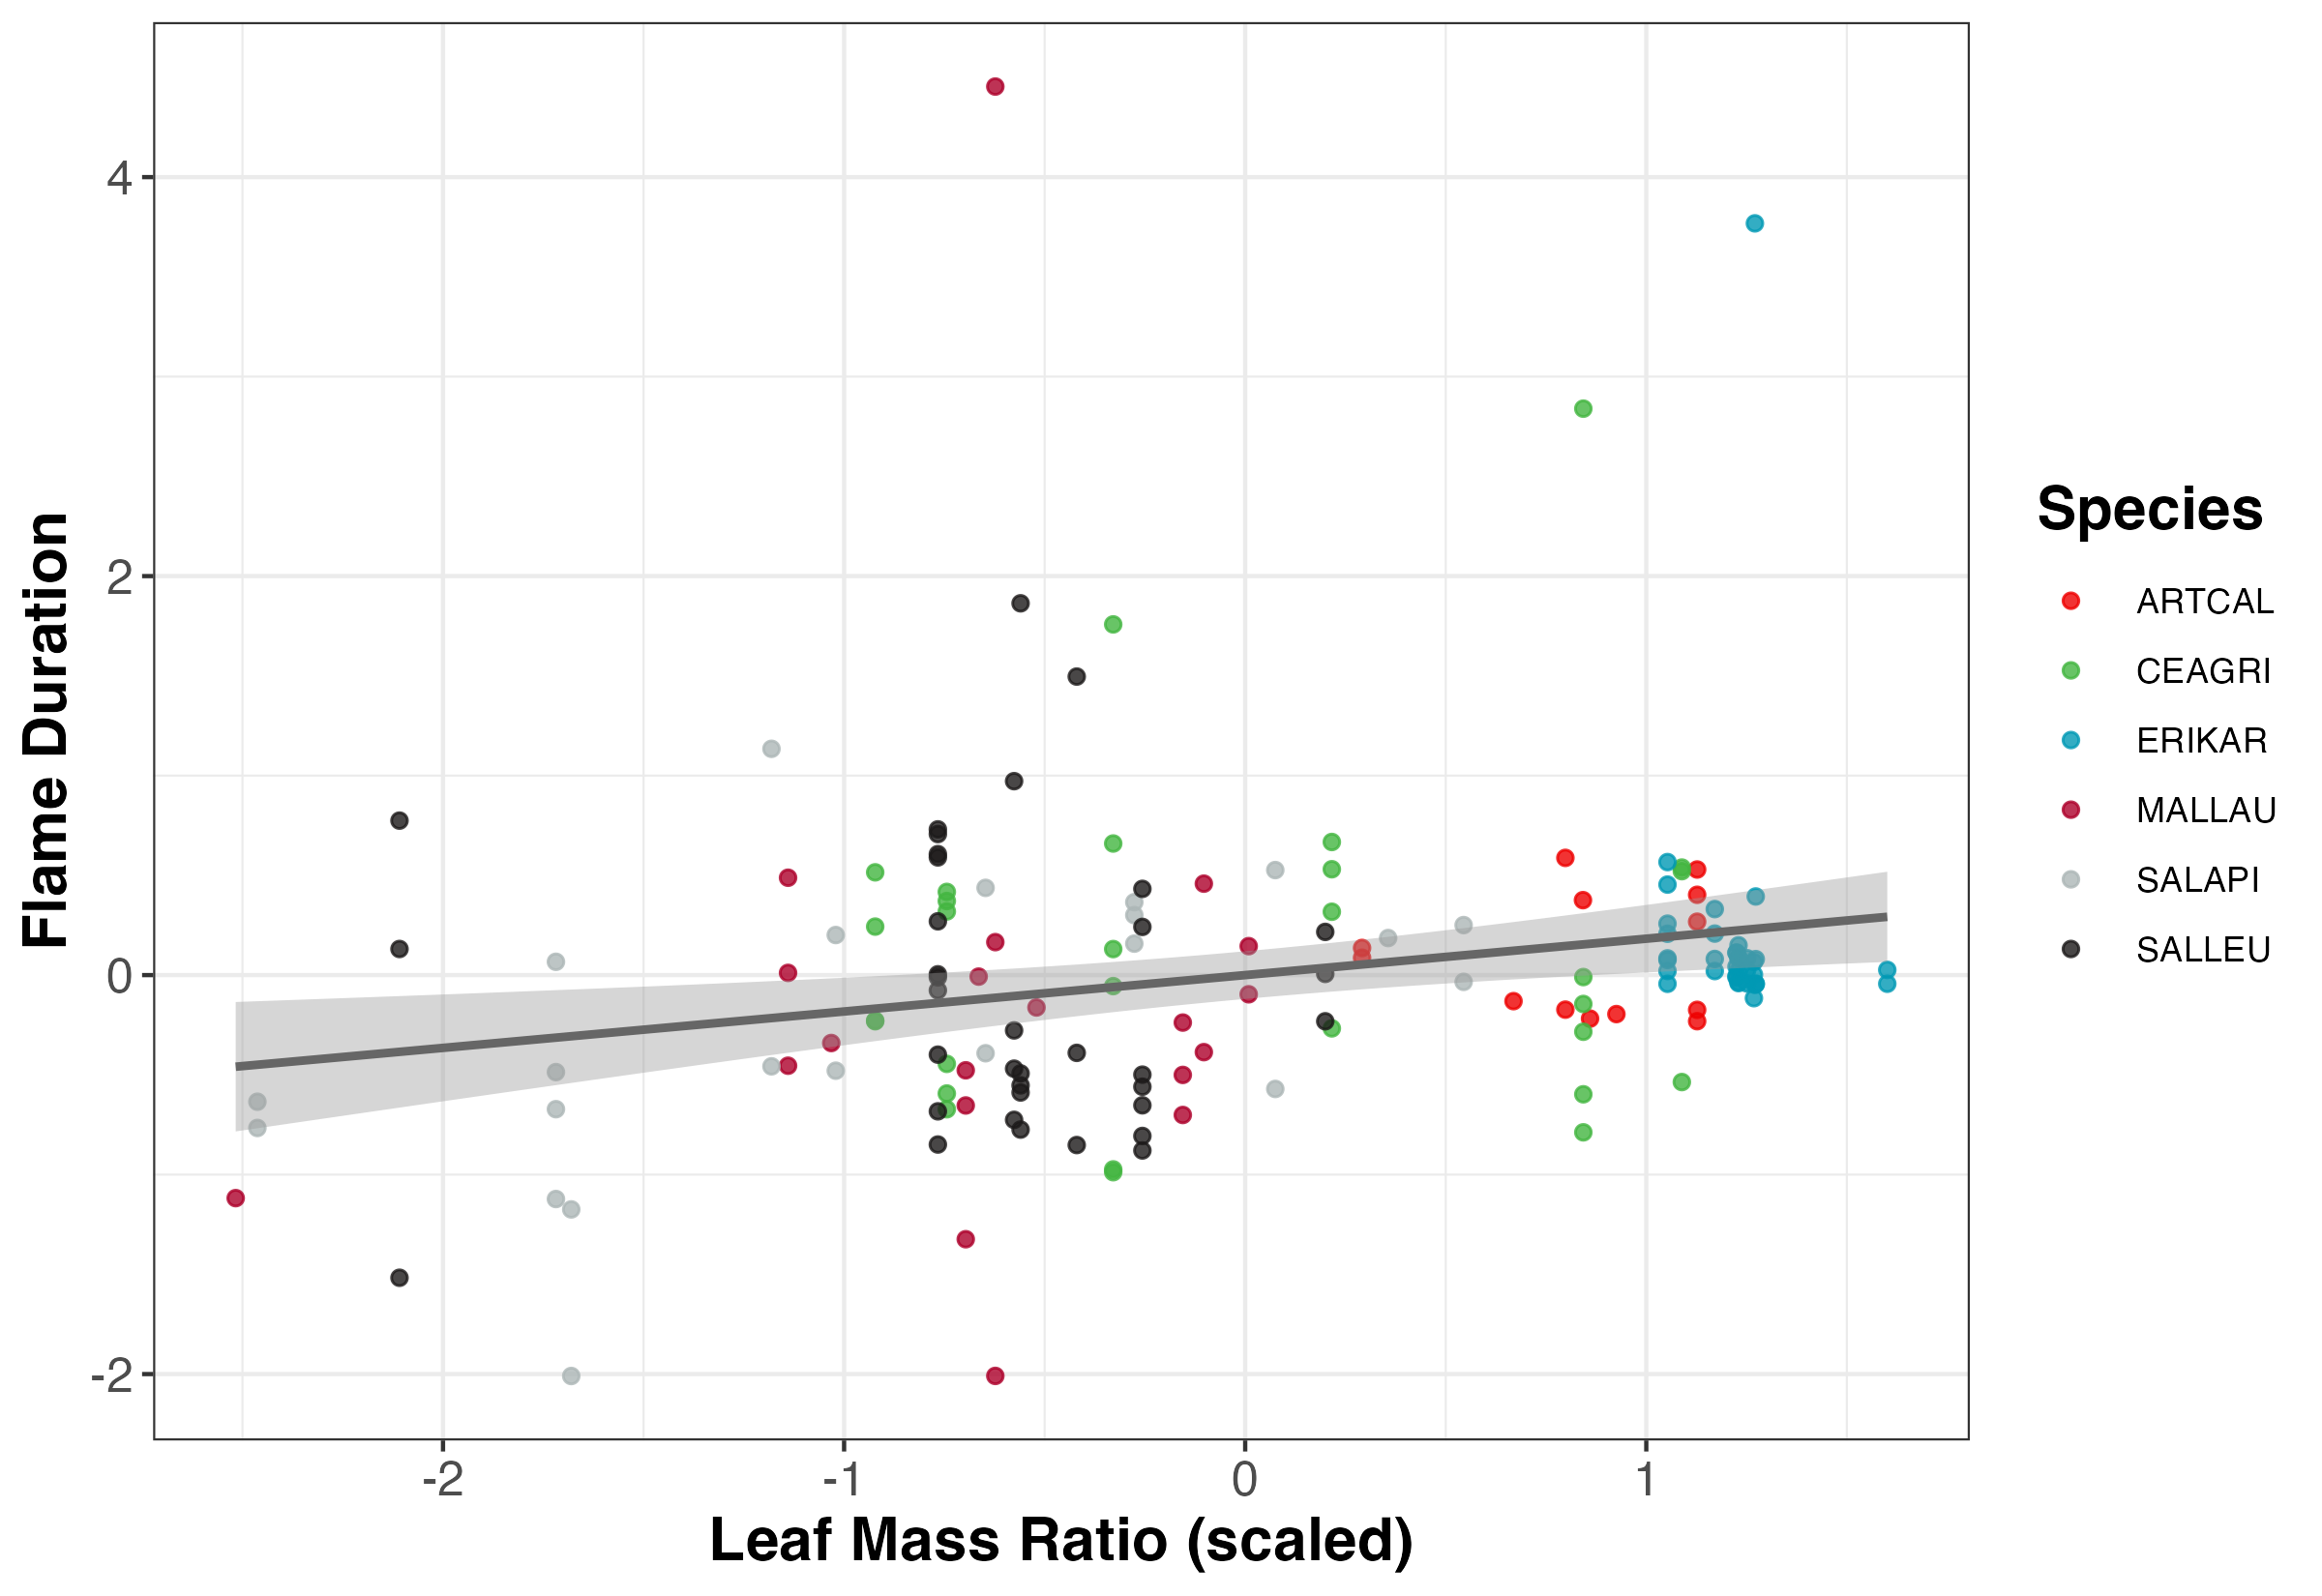 Flame Duration
4
2
0
-2
-2 -1 0 1
Leaf Mass Ratio (scaled)
Species
ARTCAL
CEAGRI
ERIKAR
MALLAU
SALAPI
SALLEU